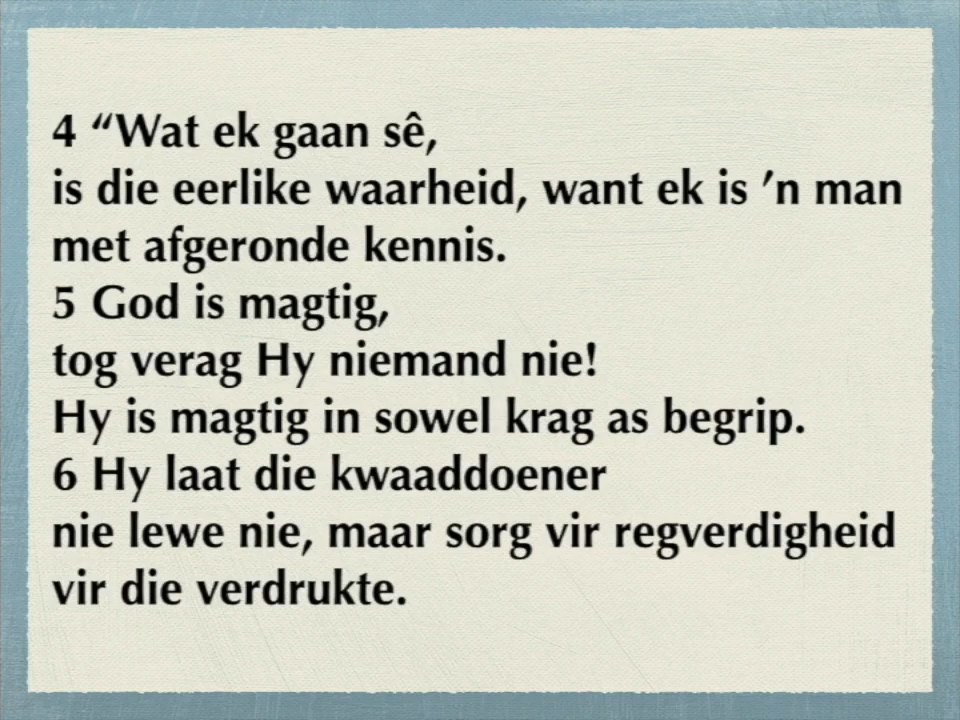 4 “Wat ek gaan sê,
is die eerlike waarheid, want ek is ’n man
met afgeronde kennis.
5 God is magtig,
tog verag Hy niemand nie!
Hy is magtig in sowel krag as begrip.
6 Hy laat die kwaaddoener
nie lewe nie, maar sorg vir regverdigheid
vir die verdrukte.